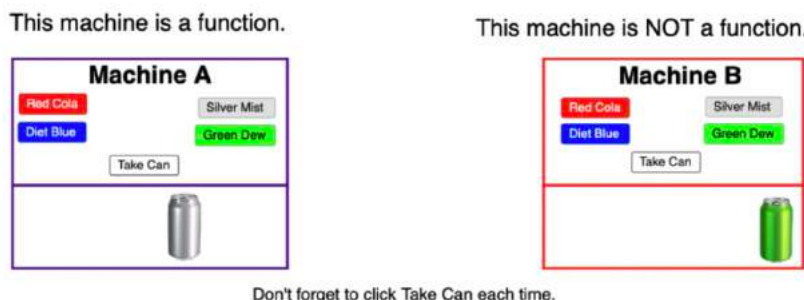 This machine is a function.
This machine is NOT a function.
Machine A
Red Cola
Silver Mist
Diet Blue
Green Dew
Take Can
Machine B
Red Cola
Silver Mist
Diet Blue
Green Dew
Take Can
Don't forget to click Take Can each time.